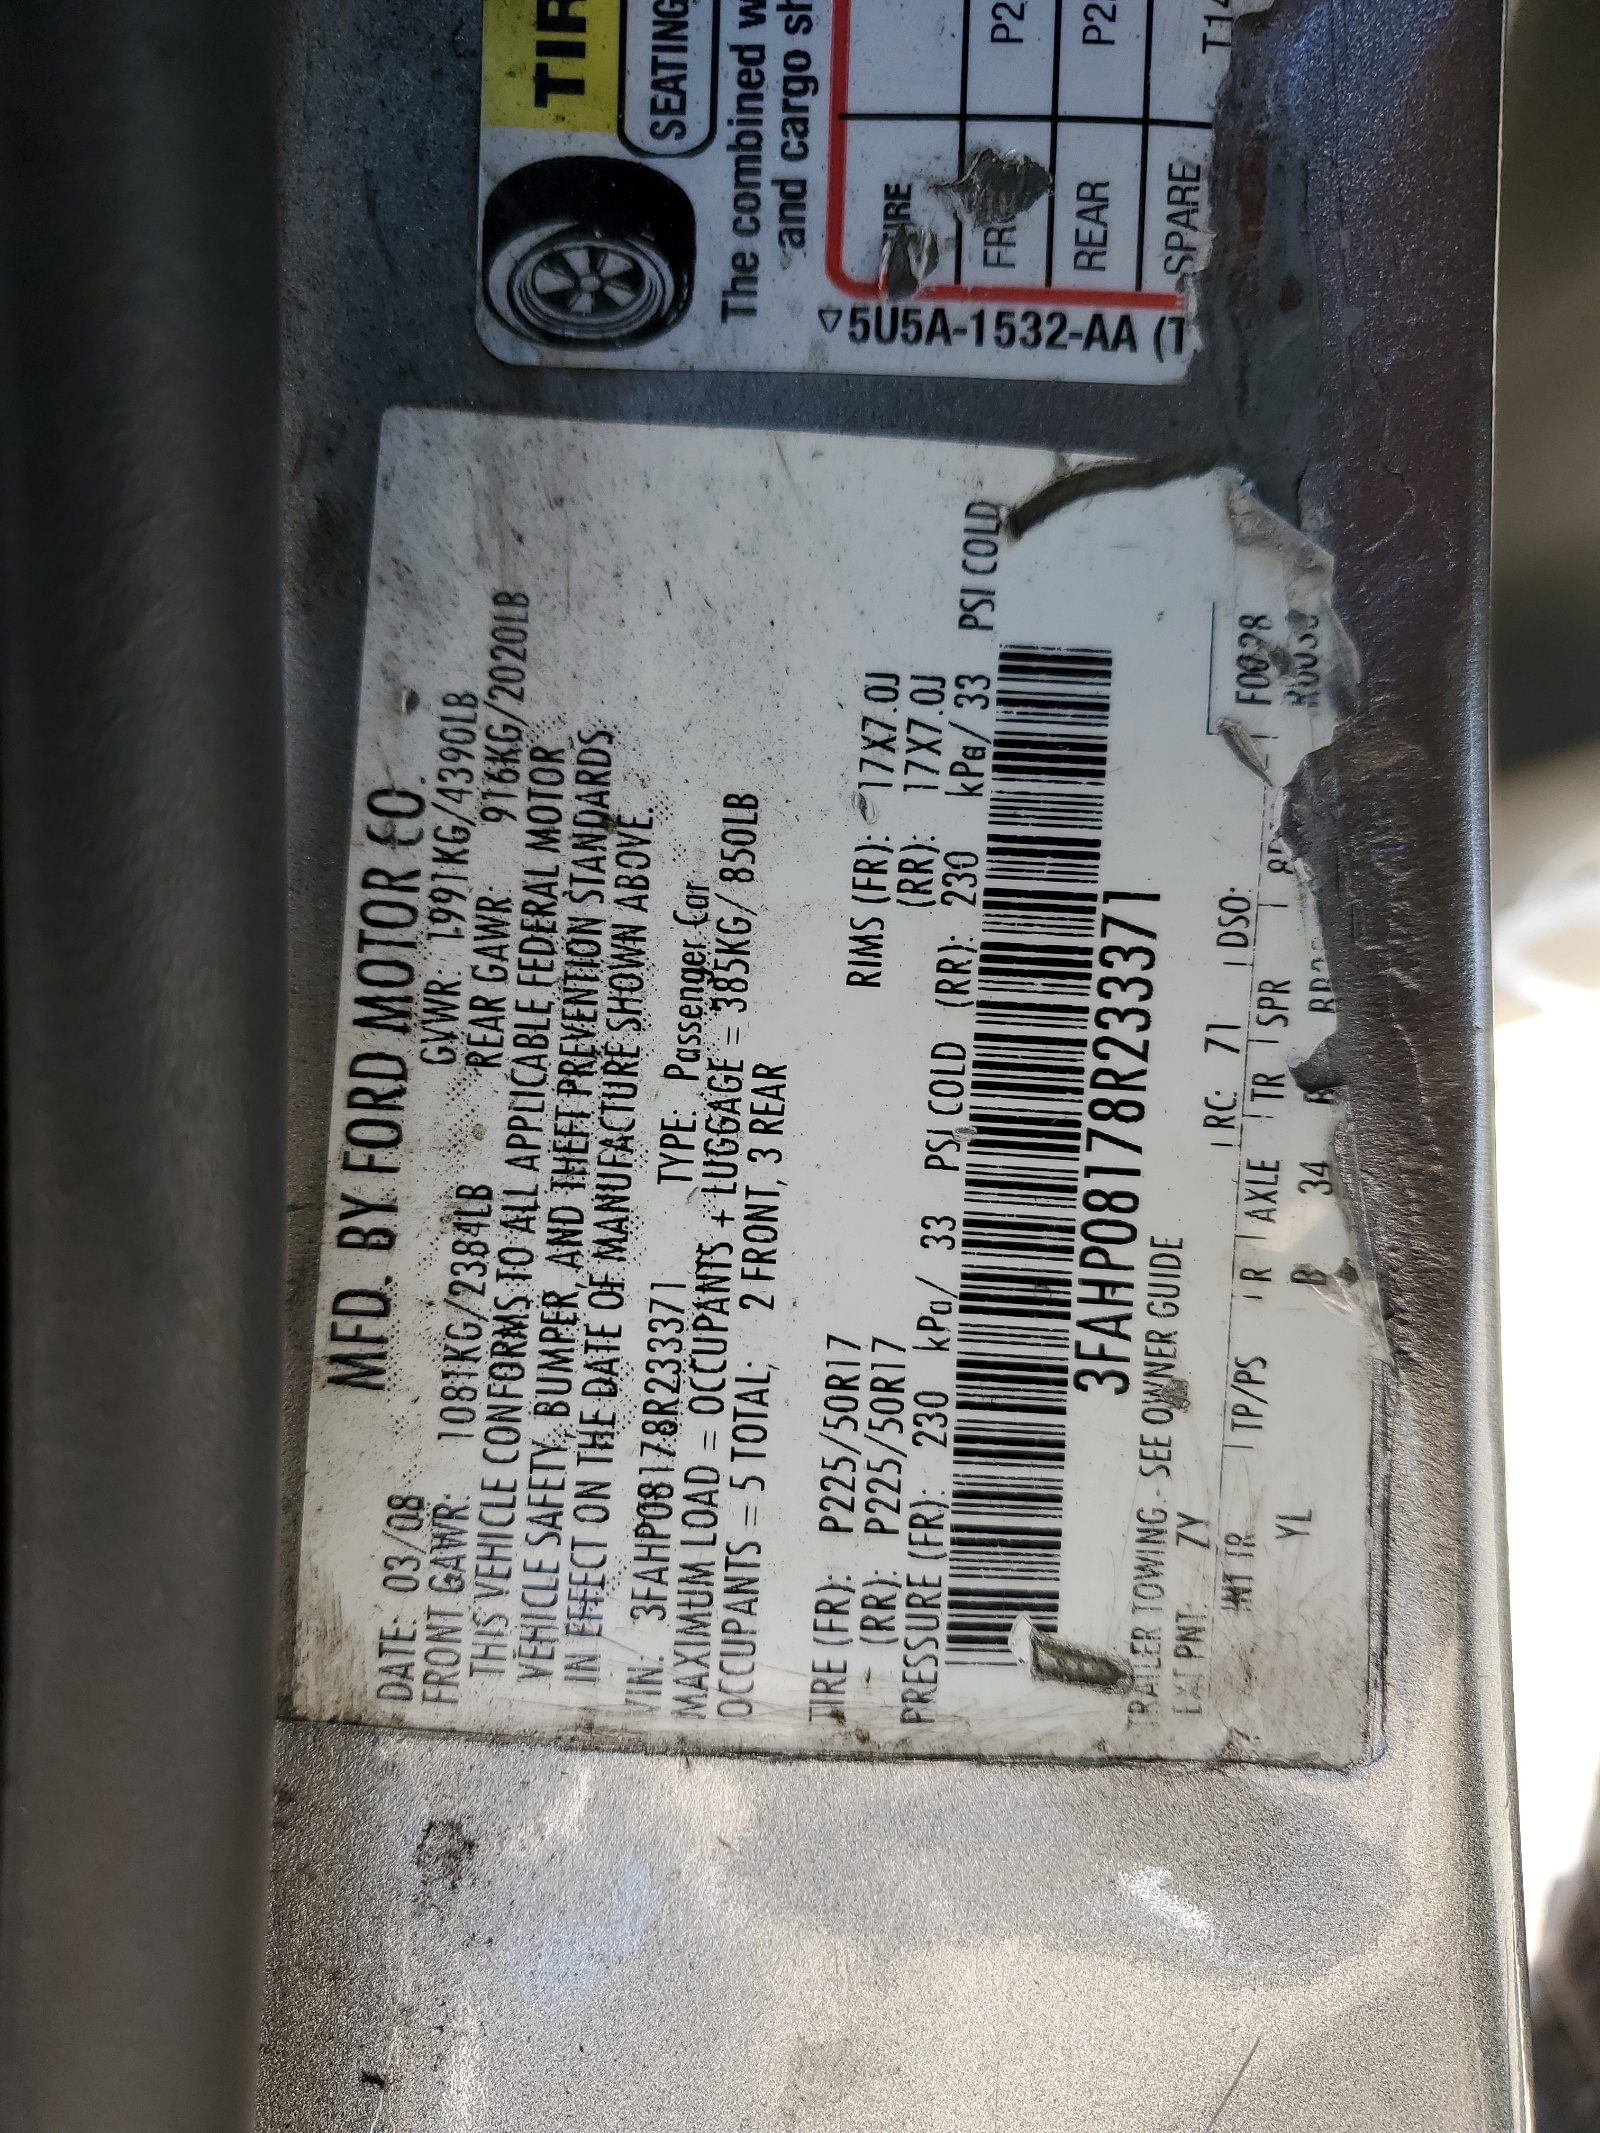 MFD. BY FORD MOTOR CO.
DATE: 03/08 GVWR: 1991KG/4390LB
FRONT GAWR: 1081KG/2384LB REAR GAWR: 916KG/2020LB
THIS VEHICLE CONFORMS TO ALL APPLICABLE FEDERAL MOTOR
VEHICLE SAFETY, BUMPER, AND THEFT PREVENTION STANDARDS
IN EFFECT ON THE DATE OF MANUFACTURE SHOWN ABOVE.
VIN: 3FAHP08178R233371 TYPE: Passenger Car
MAXIMUM LOAD = OCCUPANTS + LUGGAGE = 385KG/ 850LB
OCCUPANTS = 5 TOTAL; 2 FRONT, 3 REAR
TIRE (FR): P225/50R17 RIMS (FR): 17X7.0J
(RR): P225/50R17 (RR): 17X7.0J
PRESSURE (FR): 230 kPa/ 33 PSI COLD (RR): 230 kPa/ 33 PSI COLD
3FAHP08178R233371
TRAILER TOWING - SEE OWNER GUIDE
EXT PNT: ZY RC: 71 DSO:
INT TR TP/PS R AXLE TR SPR
YL B 34
TIR
SEATING
The combined w
and cargo sh
TIRE
FR P2
REAR P2
SPARE T14
5U5A-1532-AA (T